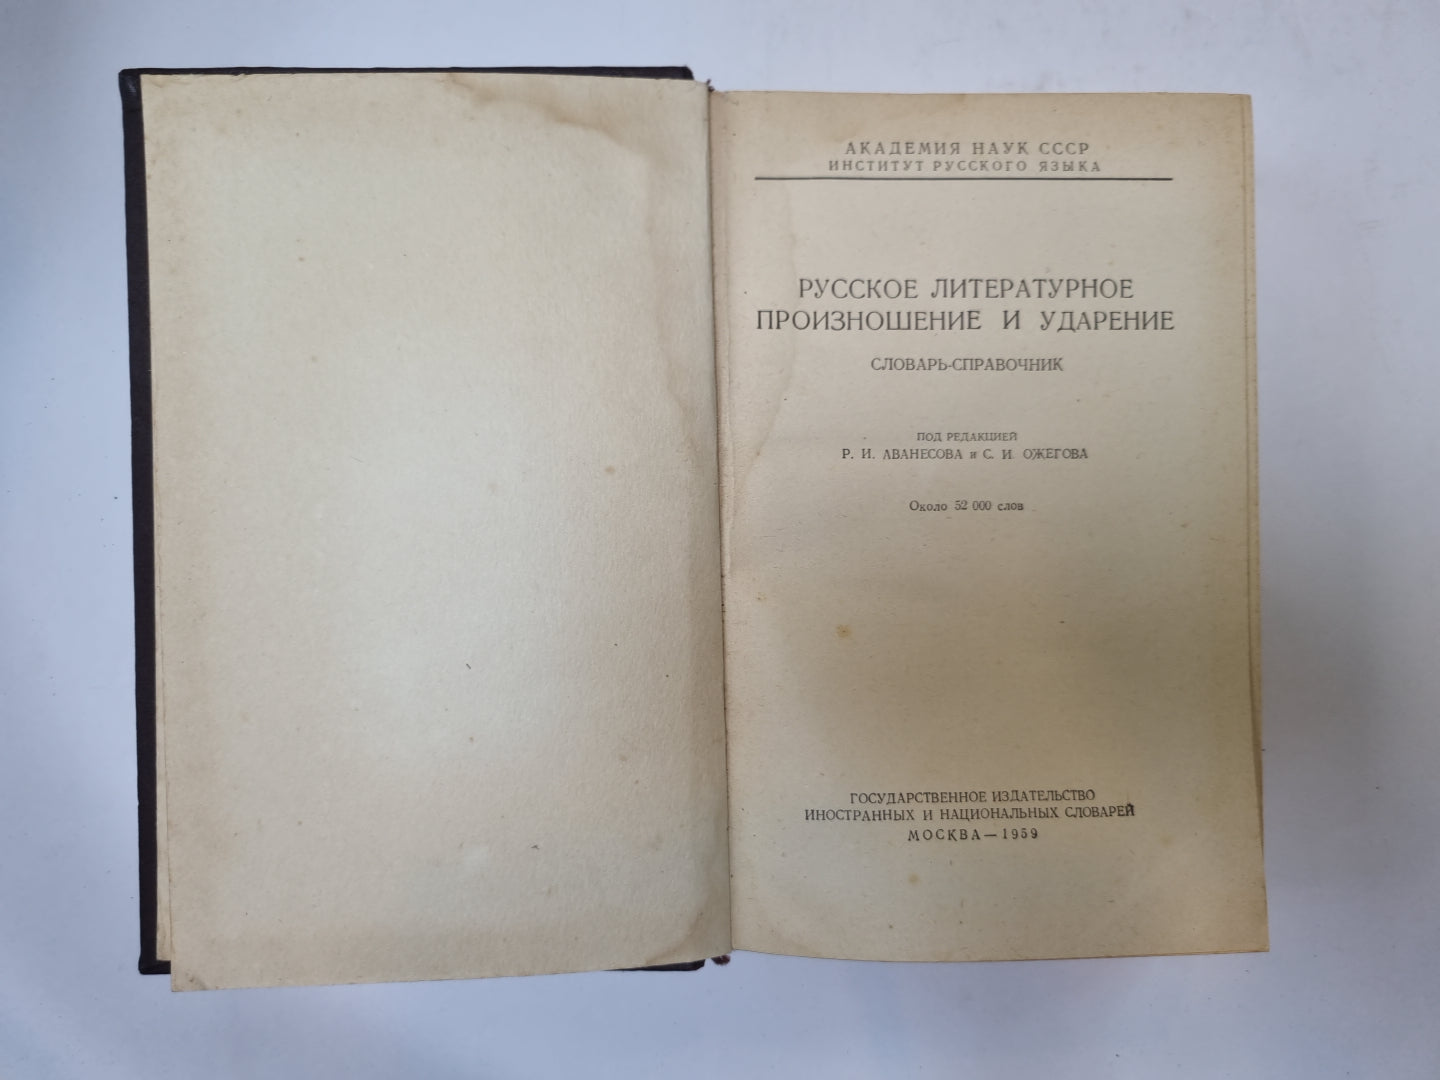 АКАДЕМИЯ НАУК СССР
ИНСТИТУТ РУССКОГО ЯЗЫКА
РУССКОЕ ЛИТЕРАТУРНОЕ
ПРОИЗНОШЕНИЕ И УДАРЕНИЕ
СЛОВАРЬ-СПРАВОЧНИК
ПОД РЕДАКЦИЕЙ
Р. И. АВАНЕСОВА и С. И. ОЖЕГОВА
Около 52 000 слов
ГОСУДАРСТВЕННОЕ ИЗДАТЕЛЬСТВО
ИНОСТРАННЫХ И НАЦИОНАЛЬНЫХ СЛОВАРЕЙ
МОСКВА — 1959